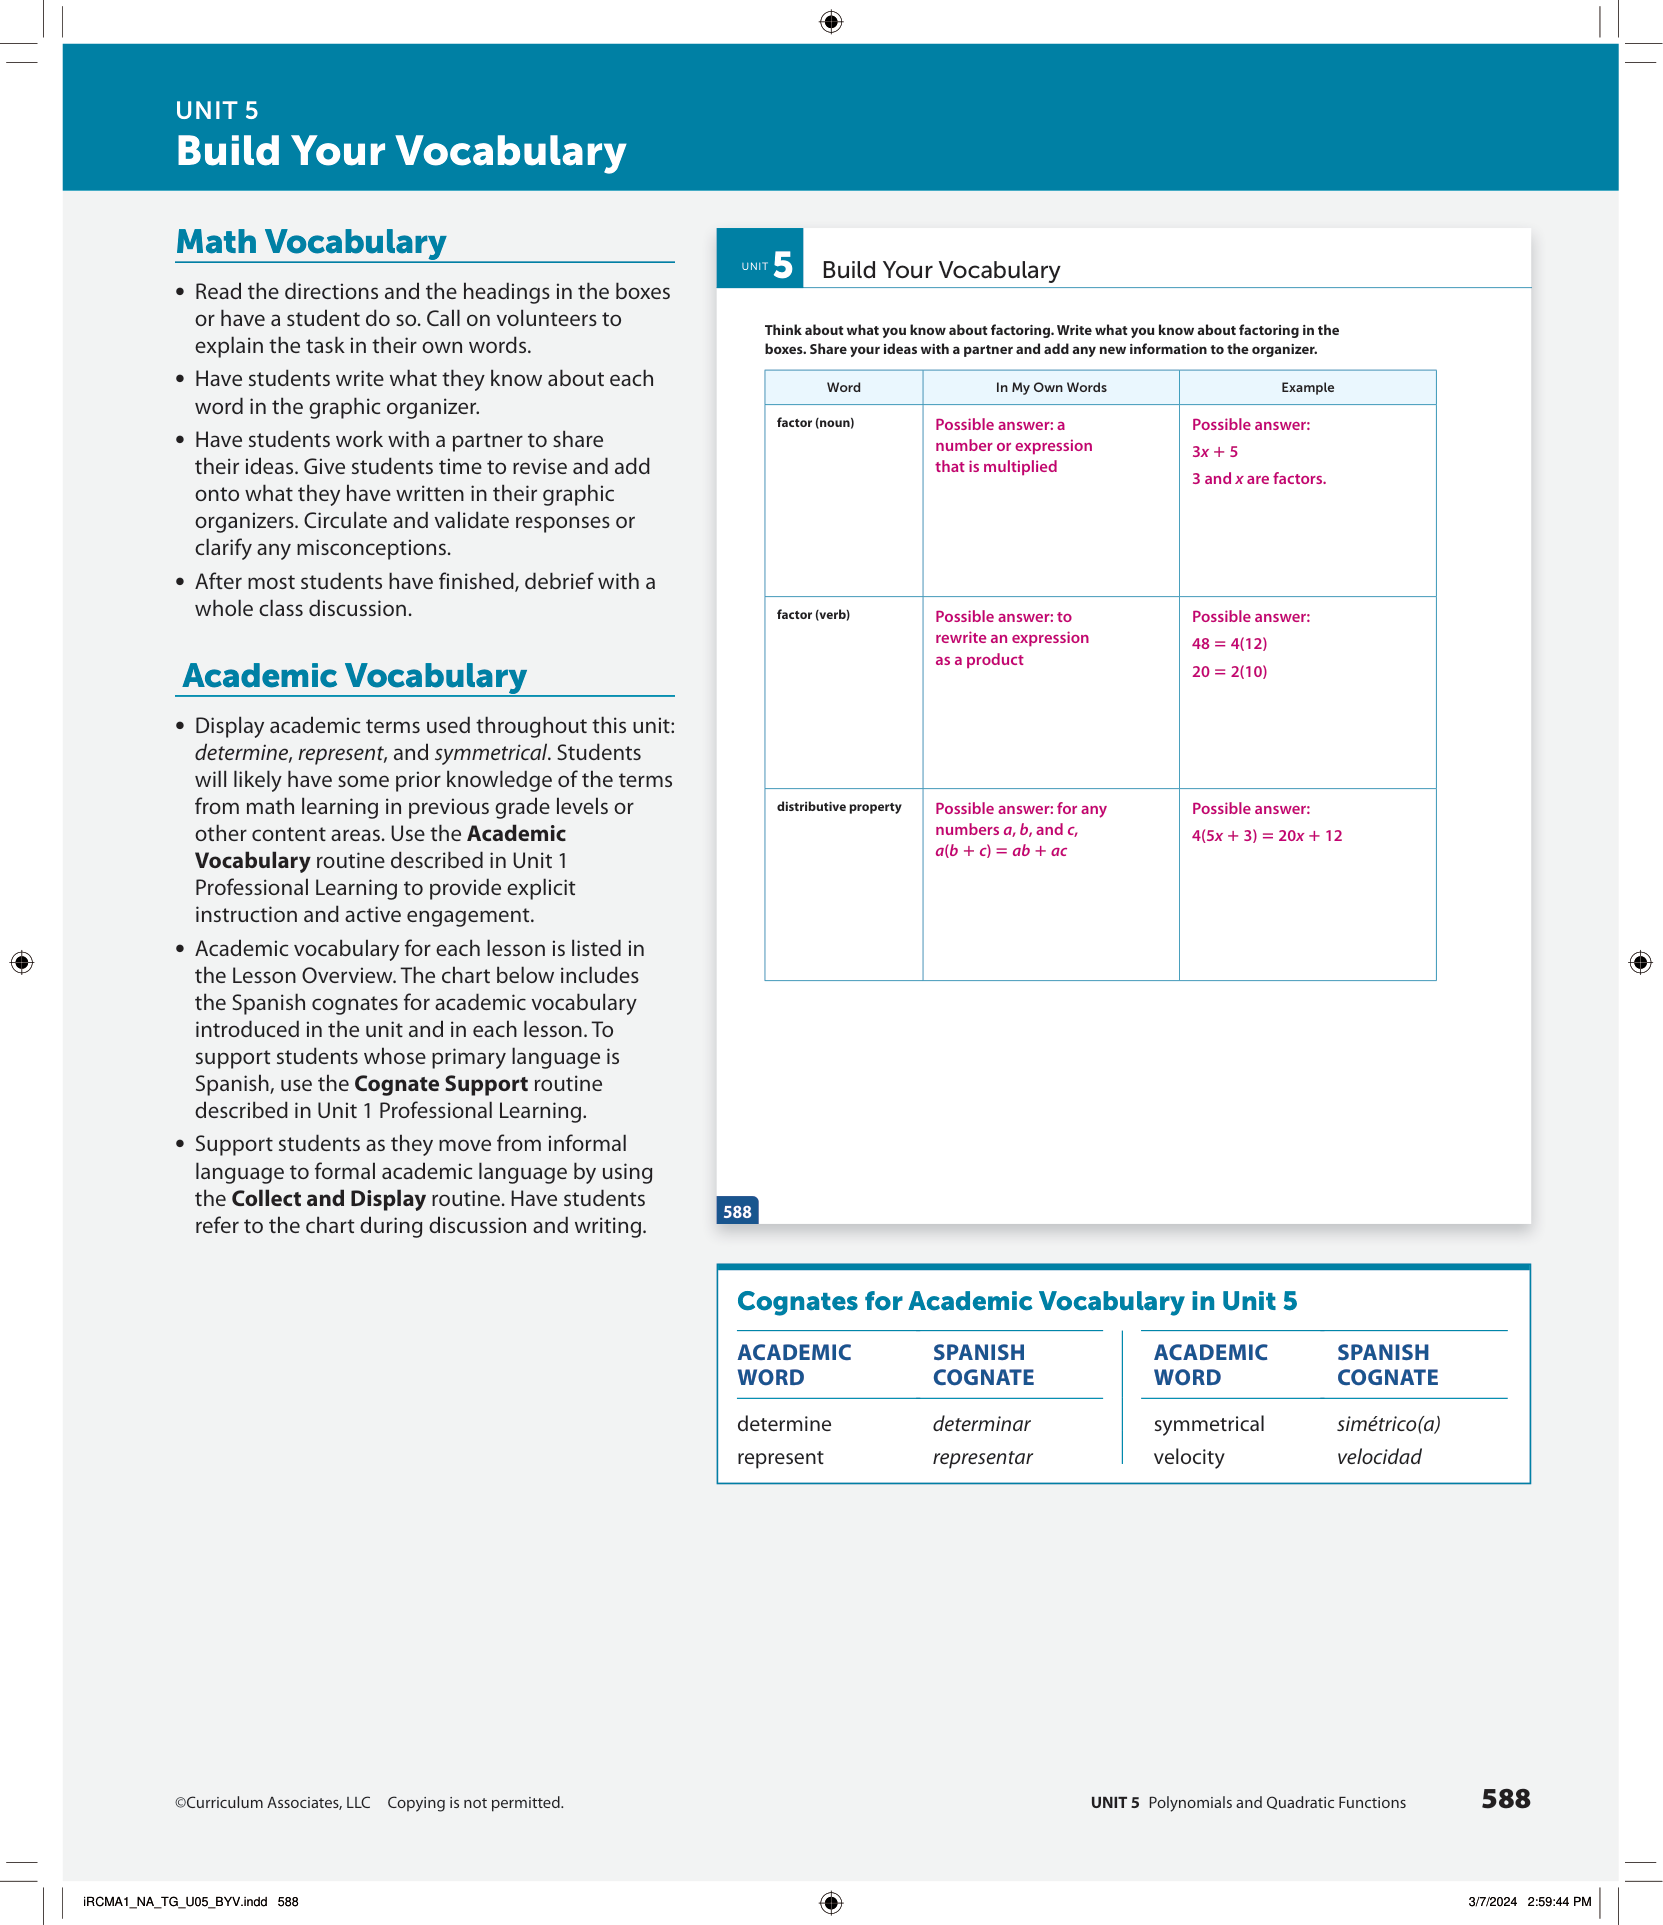 UNIT 5
Build Your Vocabulary
Math Vocabulary
• Read the directions and the headings in the boxes
or have a student do so. Call on volunteers to
explain the task in their own words.
• Have students write what they know about each
word in the graphic organizer.
• Have students work with a partner to share
their ideas. Give students time to revise and add
onto what they have written in their graphic
organizers. Circulate and validate responses or
clarify any misconceptions.
• After most students have finished, debrief with a
whole class discussion.
Academic Vocabulary
• Display academic terms used throughout this unit:
determine, represent, and symmetrical. Students
will likely have some prior knowledge of the terms
from math learning in previous grade levels or
other content areas. Use the Academic
Vocabulary routine described in Unit 1
Professional Learning to provide explicit
instruction and active engagement.
• Academic vocabulary for each lesson is listed in
the Lesson Overview. The chart below includes
the Spanish cognates for academic vocabulary
introduced in the unit and in each lesson. To
support students whose primary language is
Spanish, use the Cognate Support routine
described in Unit 1 Professional Learning.
• Support students as they move from informal
language to formal academic language by using
the Collect and Display routine. Have students
refer to the chart during discussion and writing.
UNIT 5 Build Your Vocabulary
Think about what you know about factoring. Write what you know about factoring in the
boxes. Share your ideas with a partner and add any new information to the organizer.
Word In My Own Words Example
factor (noun)
Possible answer: a
number or expression
that is multiplied
Possible answer:
3x + 5
3 and x are factors.
factor (verb)
Possible answer: to
rewrite an expression
as a product
Possible answer:
48 = 4(12)
20 = 2(10)
distributive property
Possible answer: for any
numbers a, b, and c,
a(b + c) = ab + ac
Possible answer:
4(5x + 3) = 20x + 12
588
Cognates for Academic Vocabulary in Unit 5
ACADEMIC
WORD
SPANISH
COGNATE
determine determinar
represent representar
ACADEMIC
WORD
SPANISH
COGNATE
symmetrical simétrico(a)
velocity velocidad
©Curriculum Associates, LLC Copying is not permitted.
UNIT 5 Polynomials and Quadratic Functions 588
iRCMA1_NA_TG_U05_BYV.indd 588
3/7/2024 2:59:44 PM